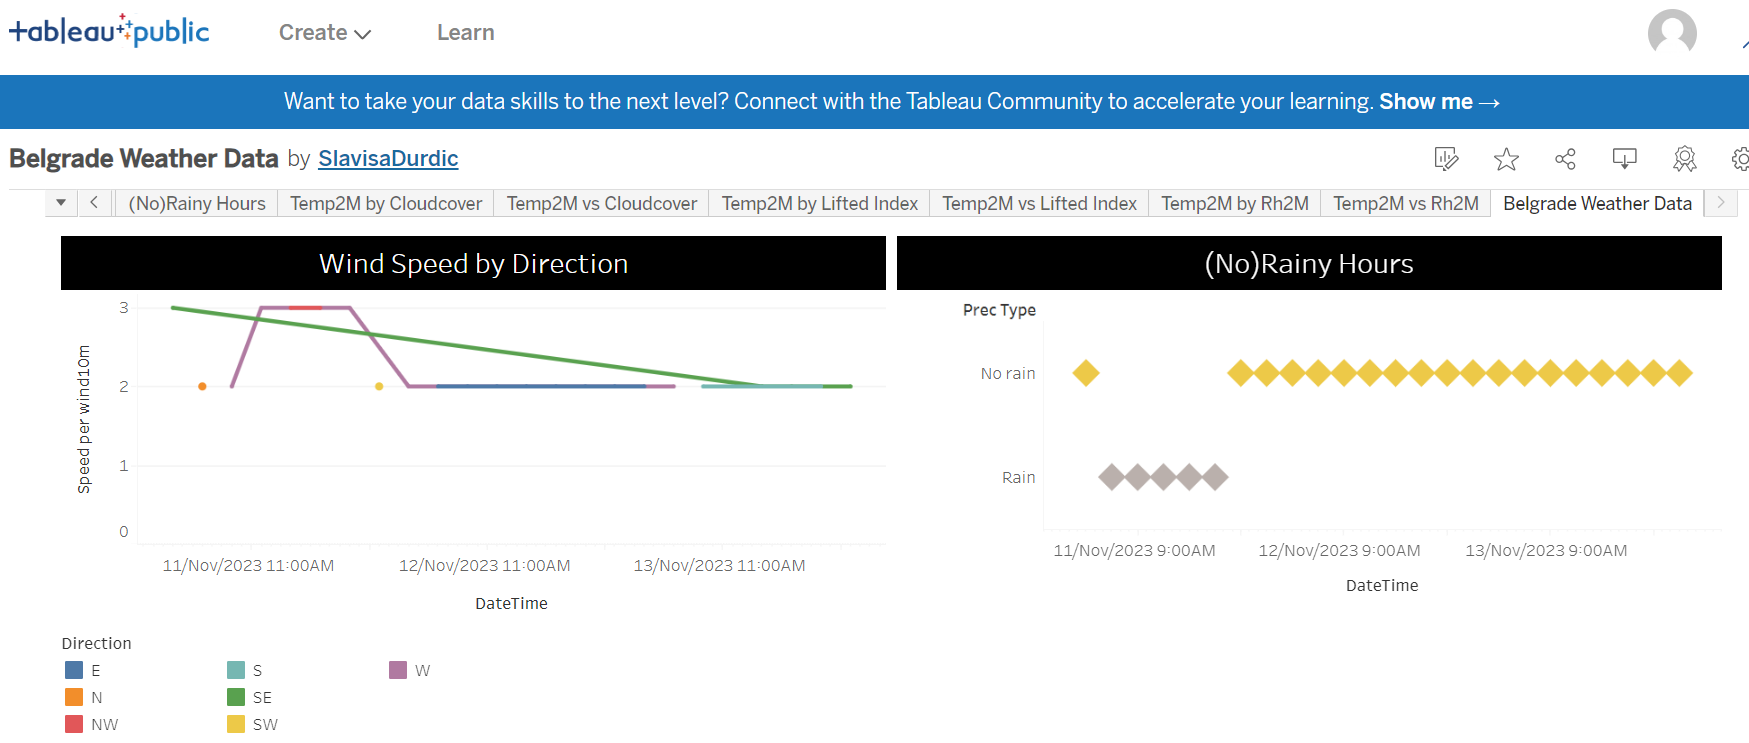 tableau public
Create
Learn
Want to take your data skills to the next level? Connect with the Tableau Community to accelerate your learning. Show me →
Belgrade Weather Data by SlavisaDurdic
(No)Rainy Hours
Temp2M by Cloudcover
Temp2M vs Cloudcover
Temp2M by Lifted Index
Temp2M vs Lifted Index
Temp2M by Rh2M
Temp2M vs Rh2M
Belgrade Weather Data
Wind Speed by Direction
3
2
1
0
Speed per wind10m
11/Nov/2023 11:00AM
12/Nov/2023 11:00AM
13/Nov/2023 11:00AM
DateTime
Direction
E
S
W
N
SE
NW
SW
(No)Rainy Hours
Prec Type
No rain
Rain
11/Nov/2023 9:00AM
12/Nov/2023 9:00AM
13/Nov/2023 9:00AM
DateTime